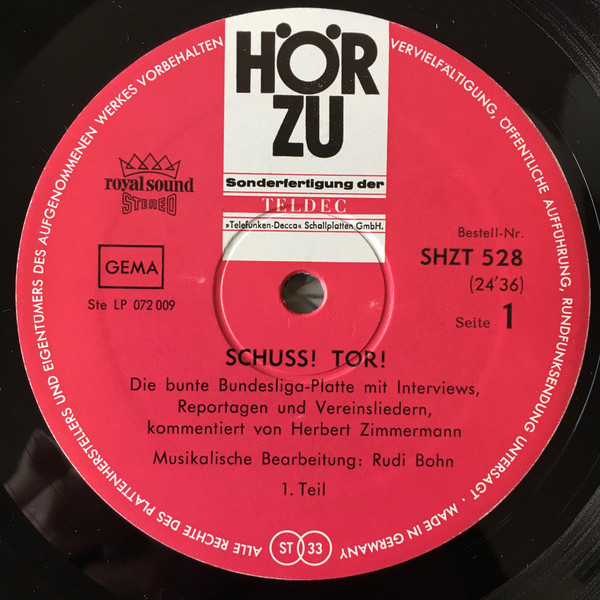 HÖR
ZU
Sonderfertigung der
TELDEC
»Telefunken-Decca« Schallplatten GmbH.
royal sound
STEREO
GEMA
Ste LP 072 009
Bestell-Nr.
SHZT 528
(24'36)
Seite 1
SCHUSS! TOR!
Die bunte Bundesliga-Platte mit Interviews,
Reportagen und Vereinsliedern,
kommentiert von Herbert Zimmermann
Musikalische Bearbeitung: Rudi Bohn
1. Teil
ST 33
ALLE RECHTE DES PLATTENHERSTELLERS UND EIGENTÜMERS DES AUFGENOMMENEN WERKES VORBEHALTEN
VERVIELFÄLTIGUNG, ÖFFENTLICHE AUFFÜHRUNG, RUNDFUNKSENDUNG UNTERSAGT · MADE IN GERMANY